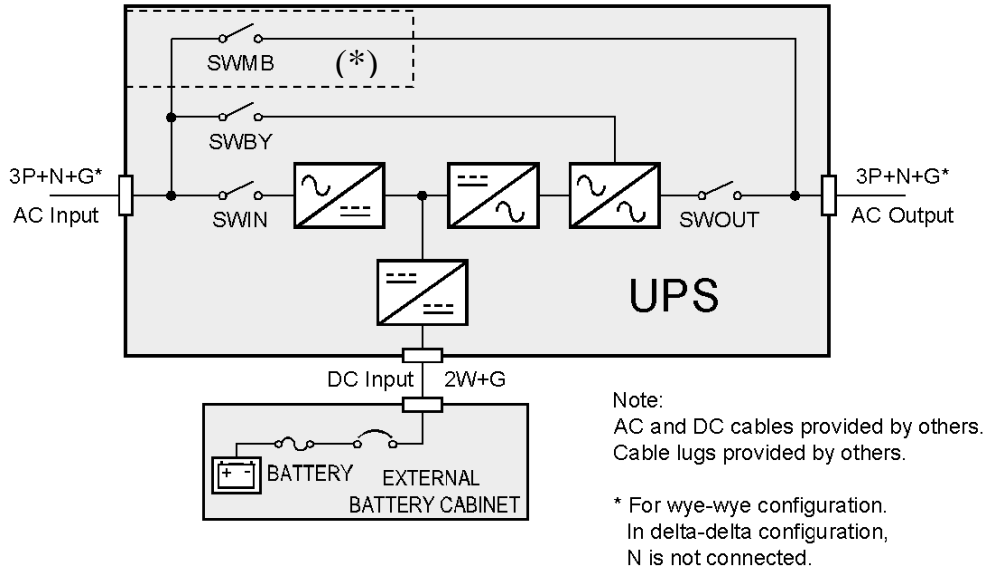 SWMB
(*)
SWBY
3P+N+G*
AC Input
SWIN
SWOUT
3P+N+G*
AC Output
UPS
DC Input
2W+G
+ -
BATTERY
EXTERNAL
BATTERY CABINET
Note:
AC and DC cables provided by others.
Cable lugs provided by others.
* For wye-wye configuration.
In delta-delta configuration,
N is not connected.